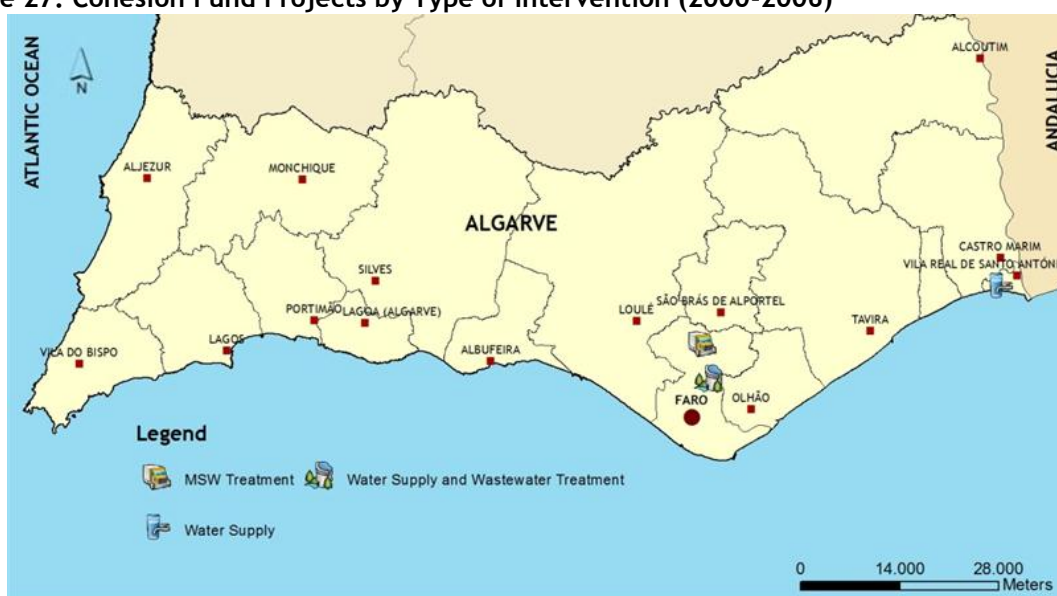 27: Cohesion Fund Projects by Type of Intervention (2000-2006)
ATLANTIC OCEAN
N
ALCOUTIM
ANDALUCIA
ALJEZUR
MONCHIQUE
ALGARVE
CASTRO MARIM
VILA REAL DE SANTO ANTÓNI
SILVES
SÃO BRÁS DE ALPORTEL
LOULÉ
PORTIMÃO
LAGOA (ALGARVE)
TAVIRA
LAGOS
VILA DO BISPO
ALBUFEIRA
FARO
OLHÃO
Legend
MSW Treatment
Water Supply and Wastewater Treatment
Water Supply
0 14.000 28.000
Meters